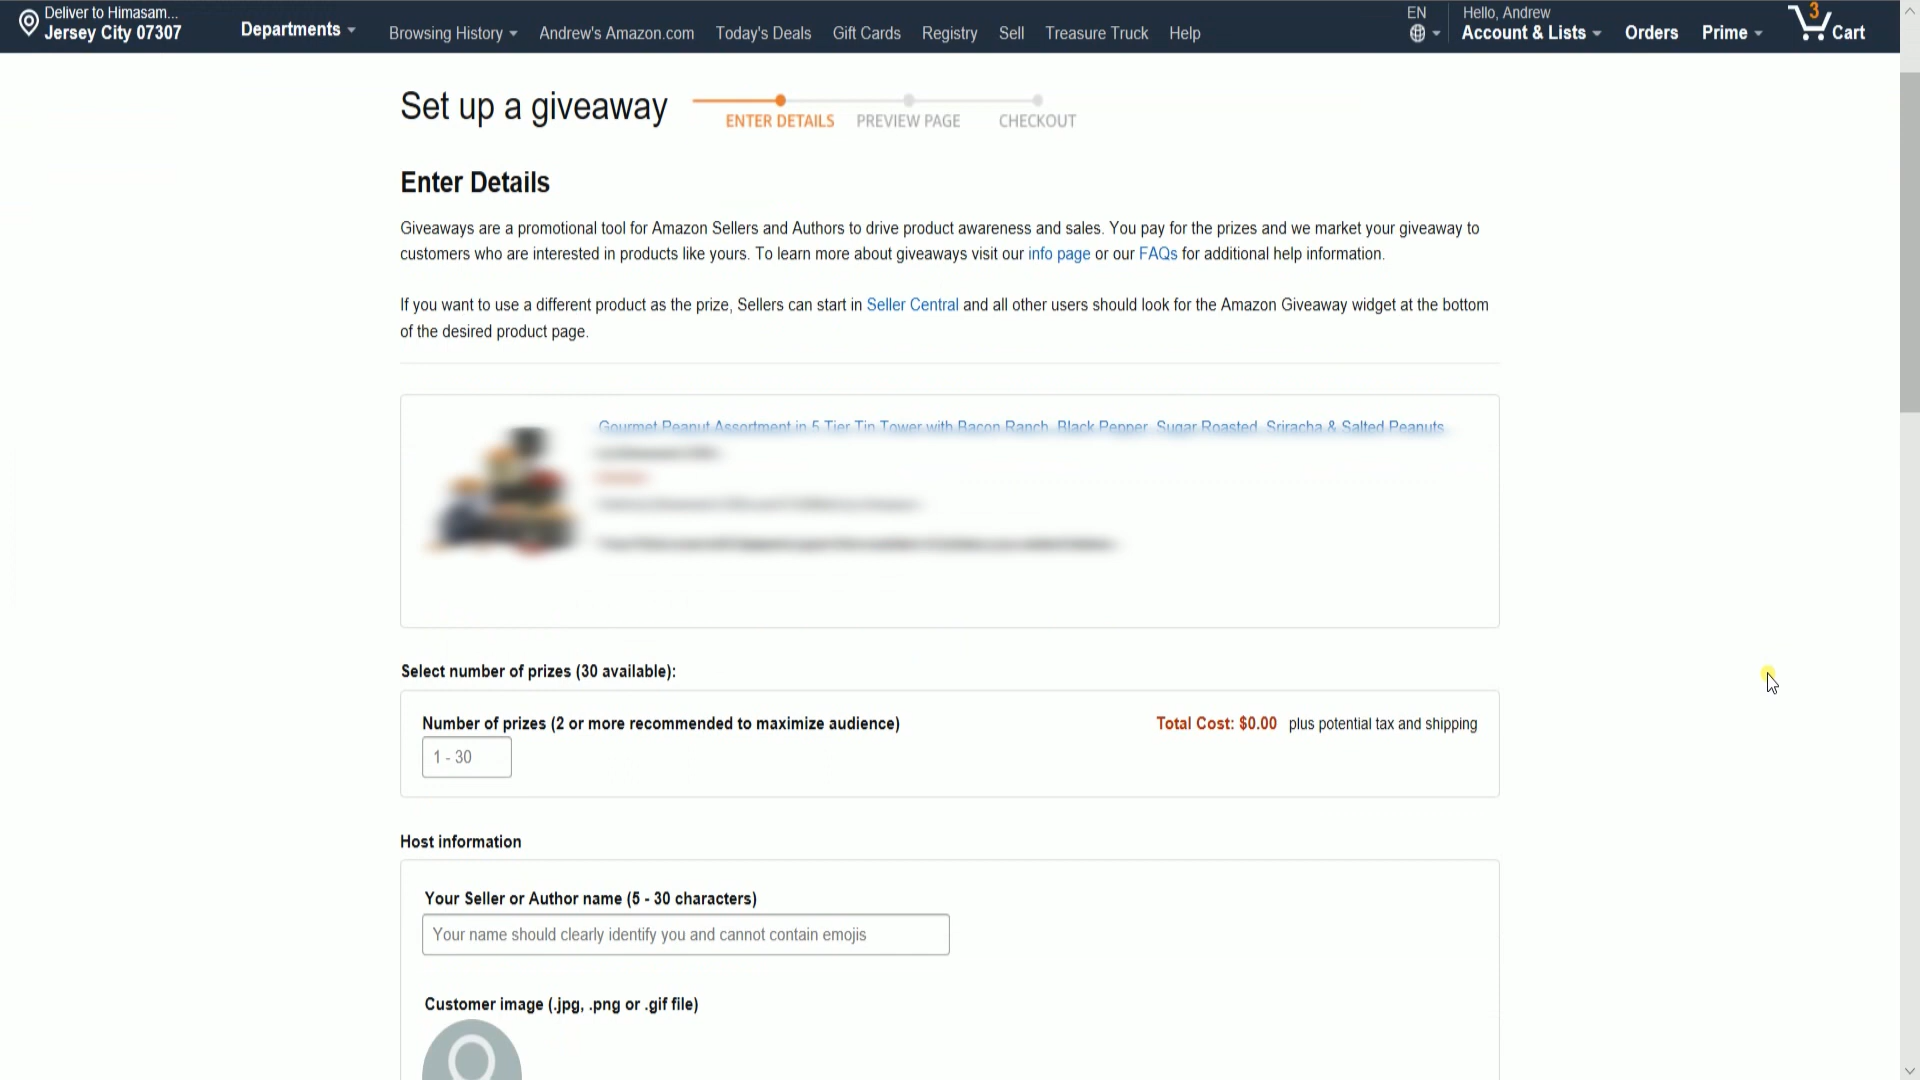 Deliver to Himasam...
Jersey City 07307
Departments
Browsing History
Andrew's Amazon.com
Today's Deals
Gift Cards
Registry
Sell
Treasure Truck
Help
EN
Hello, Andrew
Account & Lists
Orders
Prime
3
Cart
Set up a giveaway
ENTER DETAILS
PREVIEW PAGE
CHECKOUT
Enter Details
Giveaways are a promotional tool for Amazon Sellers and Authors to drive product awareness and sales. You pay for the prizes and we market your giveaway to
customers who are interested in products like yours. To learn more about giveaways visit our info page or our FAQs for additional help information.
If you want to use a different product as the prize, Sellers can start in Seller Central and all other users should look for the Amazon Giveaway widget at the bottom
of the desired product page.
Gourmet Peanut Assortment in 5 Tier Tin Tower with Bacon Ranch, Black Pepper, Sugar Roasted, Sriracha & Salted Peanuts
Select number of prizes (30 available):
Number of prizes (2 or more recommended to maximize audience)
Total Cost: $0.00 plus potential tax and shipping
1 - 30
Host information
Your Seller or Author name (5 - 30 characters)
Your name should clearly identify you and cannot contain emojis
Customer image (.jpg, .png or .gif file)